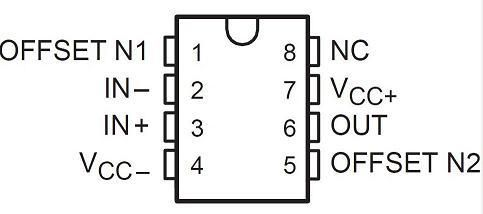 OFFSET N1 1 8 NC
IN− 2 7 VCC+
IN+ 3 6 OUT
VCC− 4 5 OFFSET N2